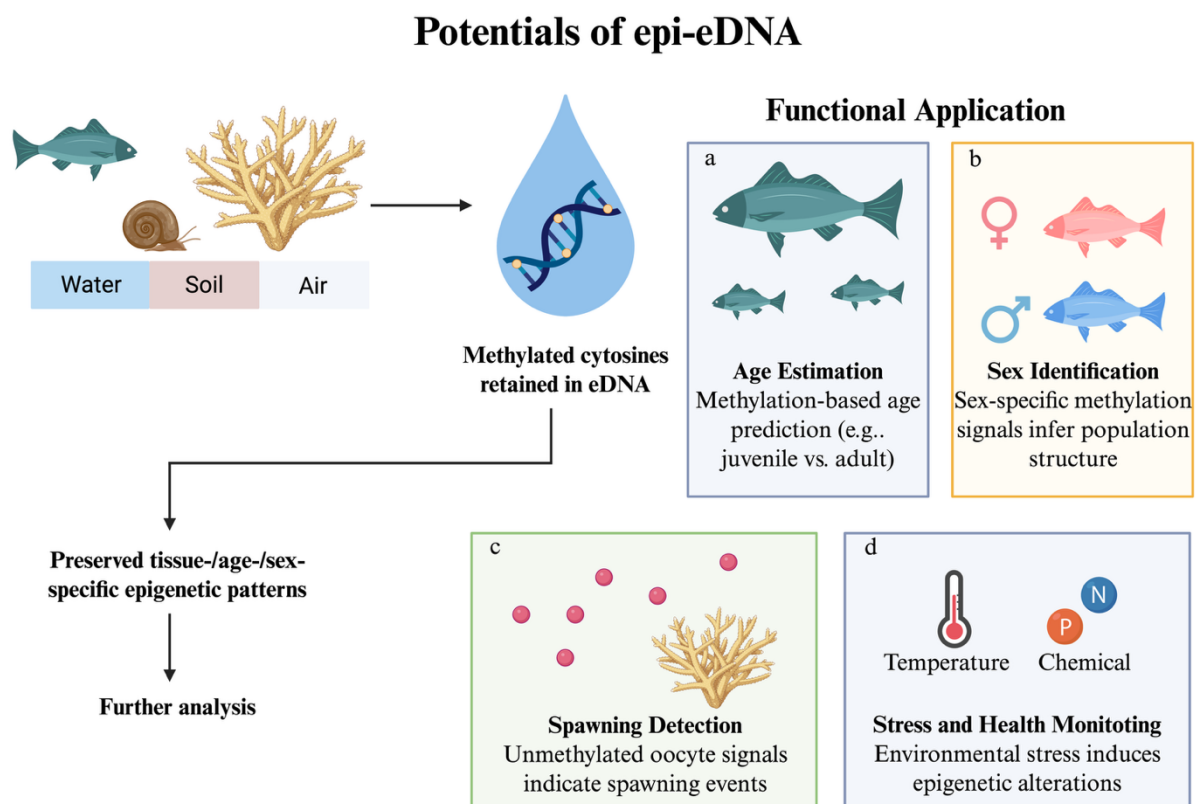 Potentials of epi-eDNA
Water
Soil
Air
Methylated cytosines
retained in eDNA
Preserved tissue-/age-/sex-
specific epigenetic patterns
Further analysis
Functional Application
a
Age Estimation
Methylation-based age
prediction (e.g..
juvenile vs. adult)
b
Sex Identification
Sex-specific methylation
signals infer population
structure
c
Spawning Detection
Unmethylated oocyte signals
indicate spawning events
d
N
P
Temperature
Chemical
Stress and Health Monitoting
Environmental stress induces
epigenetic alterations